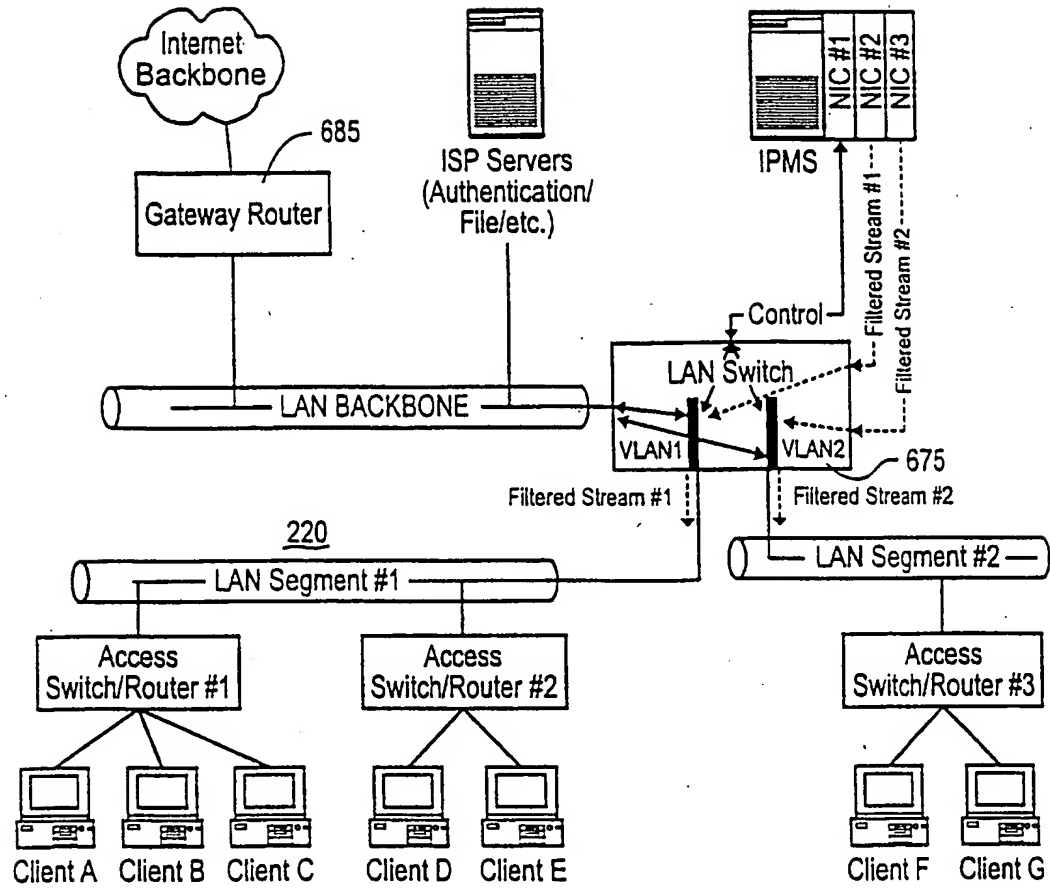 Internet
Backbone
685
Gateway Router
ISP Servers
(Authentication/
File/etc.)
NIC #1
NIC #2
NIC #3
IPMS
Filtered Stream #1
Filtered Stream #2
Control
LAN Switch
LAN BACKBONE
VLAN1
VLAN2
675
Filtered Stream #1
Filtered Stream #2
220
LAN Segment #1
LAN Segment #2
Access
Switch/Router #1
Access
Switch/Router #2
Access
Switch/Router #3
Client A
Client B
Client C
Client D
Client E
Client F
Client G